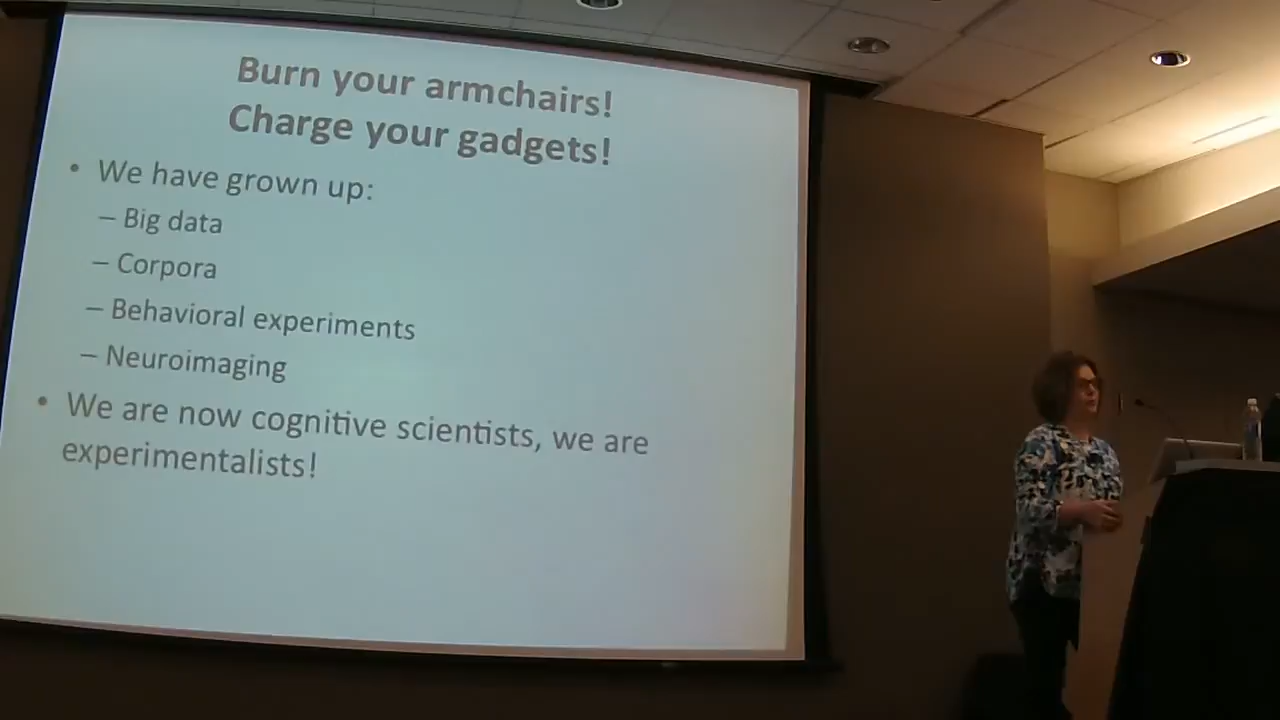 Burn your armchairs!
Charge your gadgets!
• We have grown up:
– Big data
– Corpora
– Behavioral experiments
– Neuroimaging
• We are now cognitive scientists, we are
experimentalists!